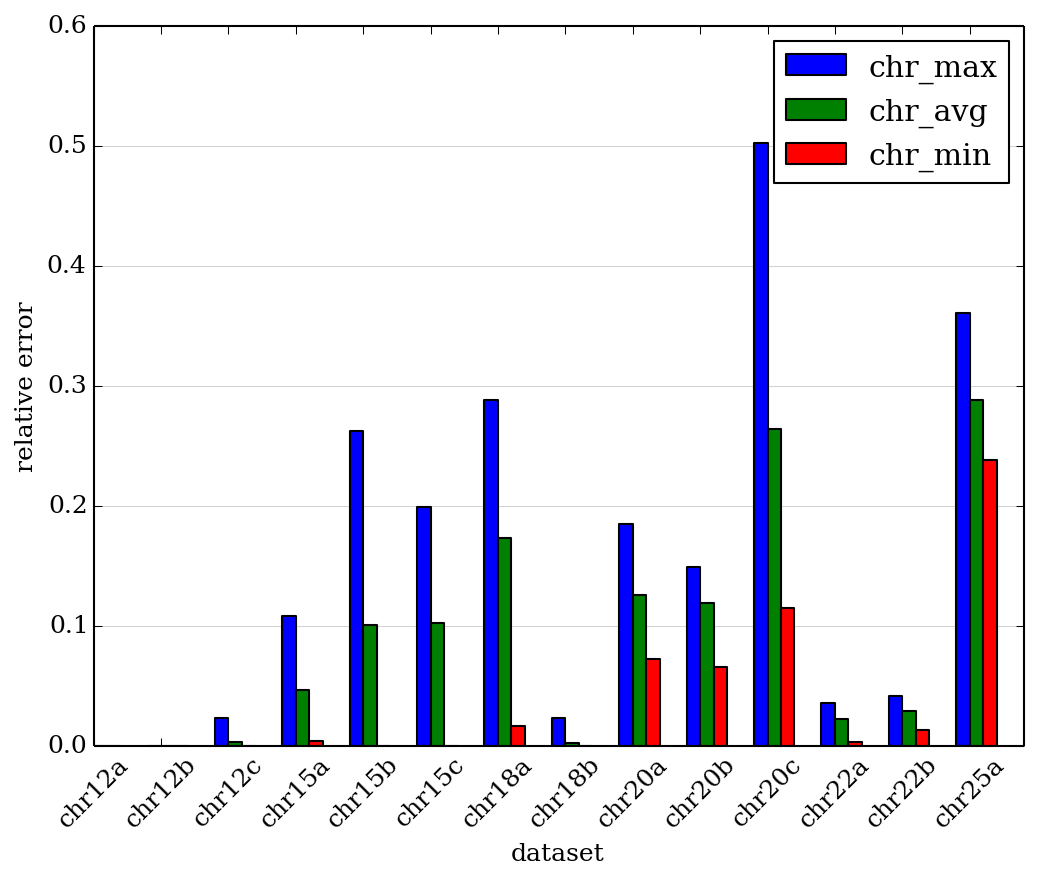 0.6
0.5
0.4
0.3
0.2
0.1
0.0
relative error
chr_max
chr_avg
chr_min
chr12a
chr12b
chr12c
chr15a
chr15b
chr15c
chr18a
chr18b
chr20a
chr20b
chr20c
chr22a
chr22b
chr25a
dataset